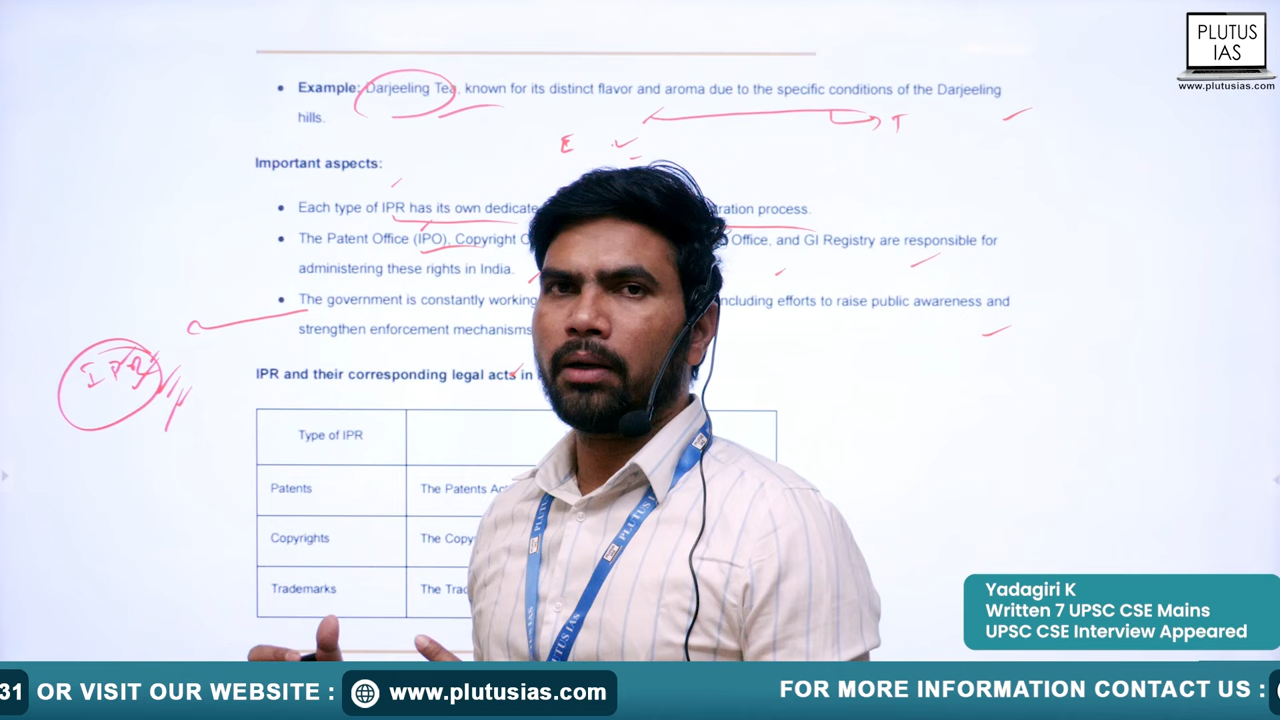 PLUTUS
IAS
www.plutusias.com
Example: Darjeeling Tea, known for its distinct flavor and aroma due to the specific conditions of the Darjeeling
hills.
E
T
Important aspects:
Each type of IPR has its own dedicate ration process.
The Patent Office (IPO), Copyright O Office, and GI Registry are responsible for
administering these rights in India.
The government is constantly working ncluding efforts to raise public awareness and
strengthen enforcement mechanisms
IPR
IPR and their corresponding legal acts in
Type of IPR
Patents The Patents Ac
Copyrights The Copy
Trademarks The Trad
PLUTUS IAS
PLUTUS I
Yadagiri K
Written 7 UPSC CSE Mains
UPSC CSE Interview Appeared
31 OR VISIT OUR WEBSITE : www.plutusias.com FOR MORE INFORMATION CONTACT US :